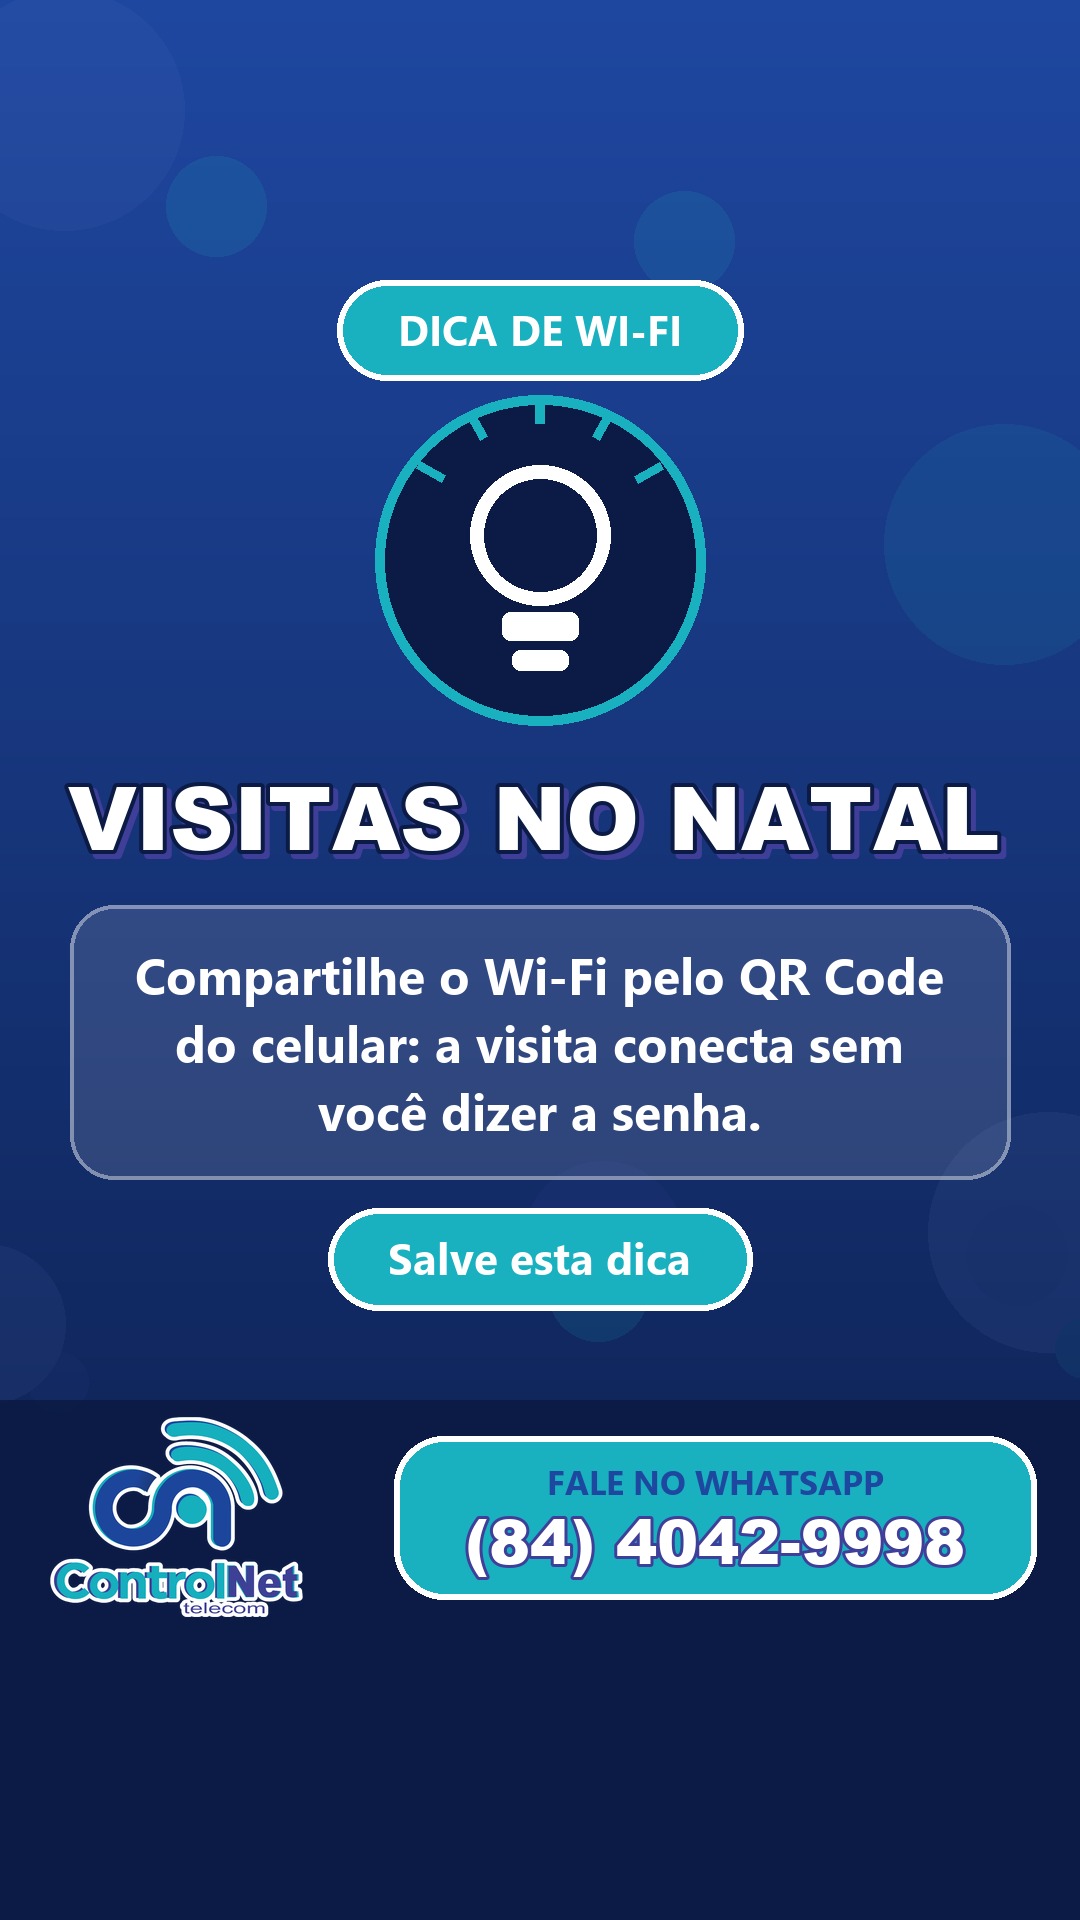 DICA DE WI-FI
VISITAS NO NATAL
Compartilhe o Wi-Fi pelo QR Code
do celular: a visita conecta sem
você dizer a senha.
Salve esta dica
ControlNet
telecom
FALE NO WHATSAPP
(84) 4042-9998